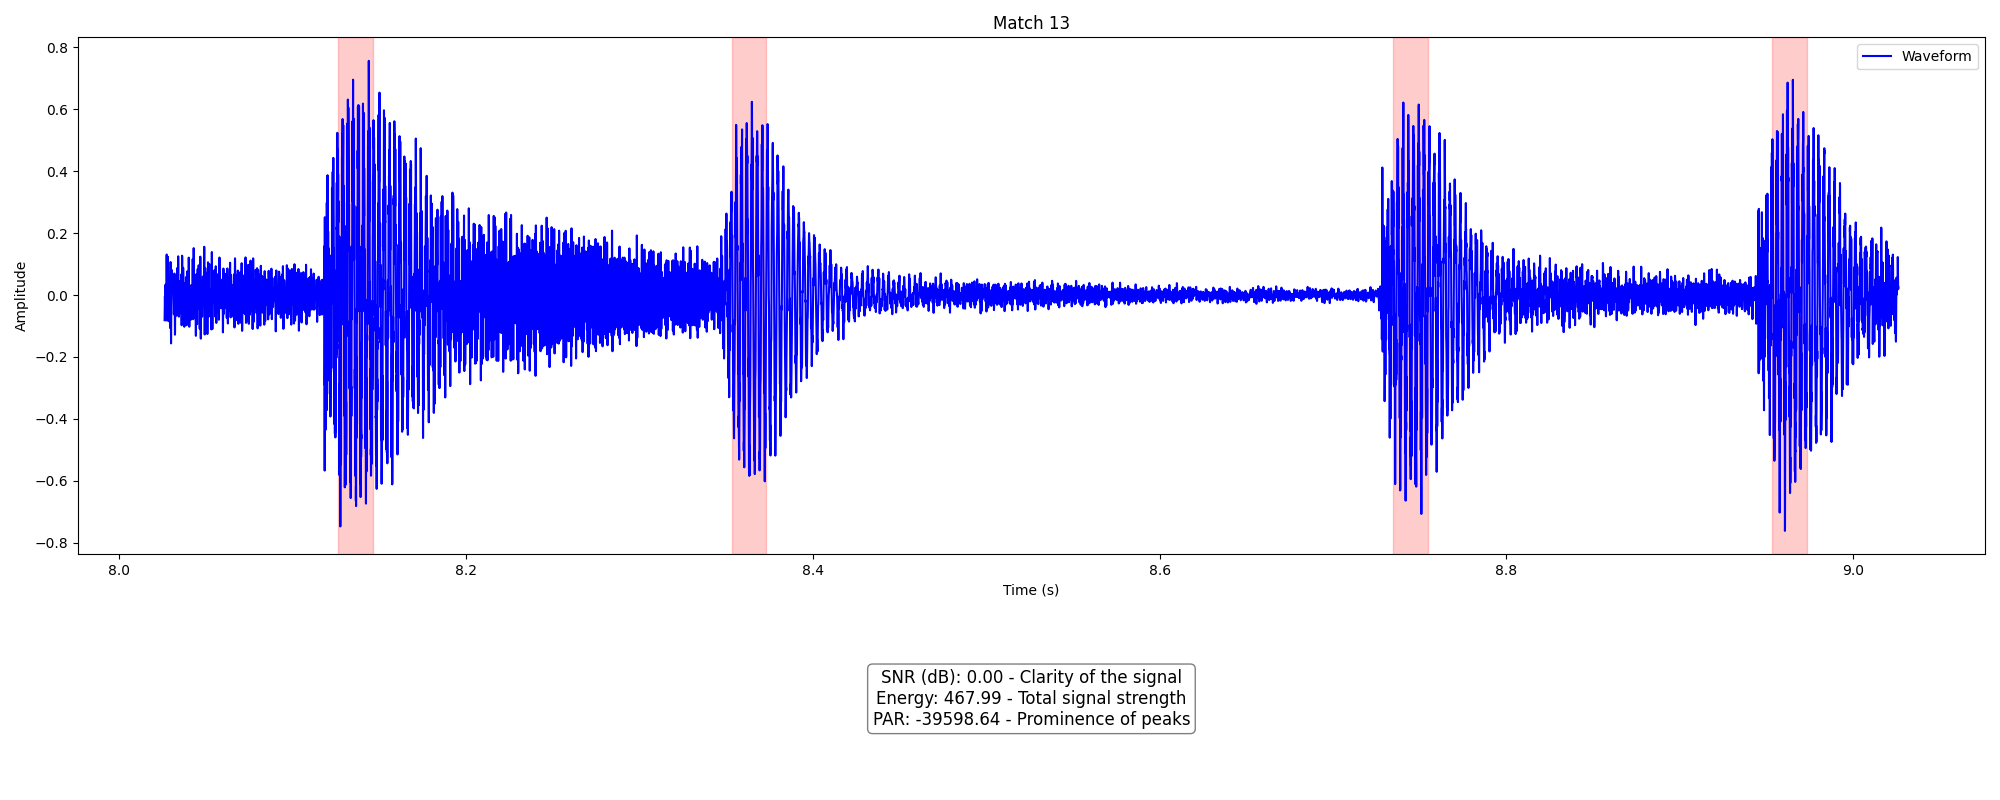 Match 13
Waveform
Amplitude
0.8
0.6
0.4
0.2
0.0
−0.2
−0.4
−0.6
−0.8
8.0 8.2 8.4 8.6 8.8 9.0
Time (s)
SNR (dB): 0.00 - Clarity of the signal
Energy: 467.99 - Total signal strength
PAR: -39598.64 - Prominence of peaks